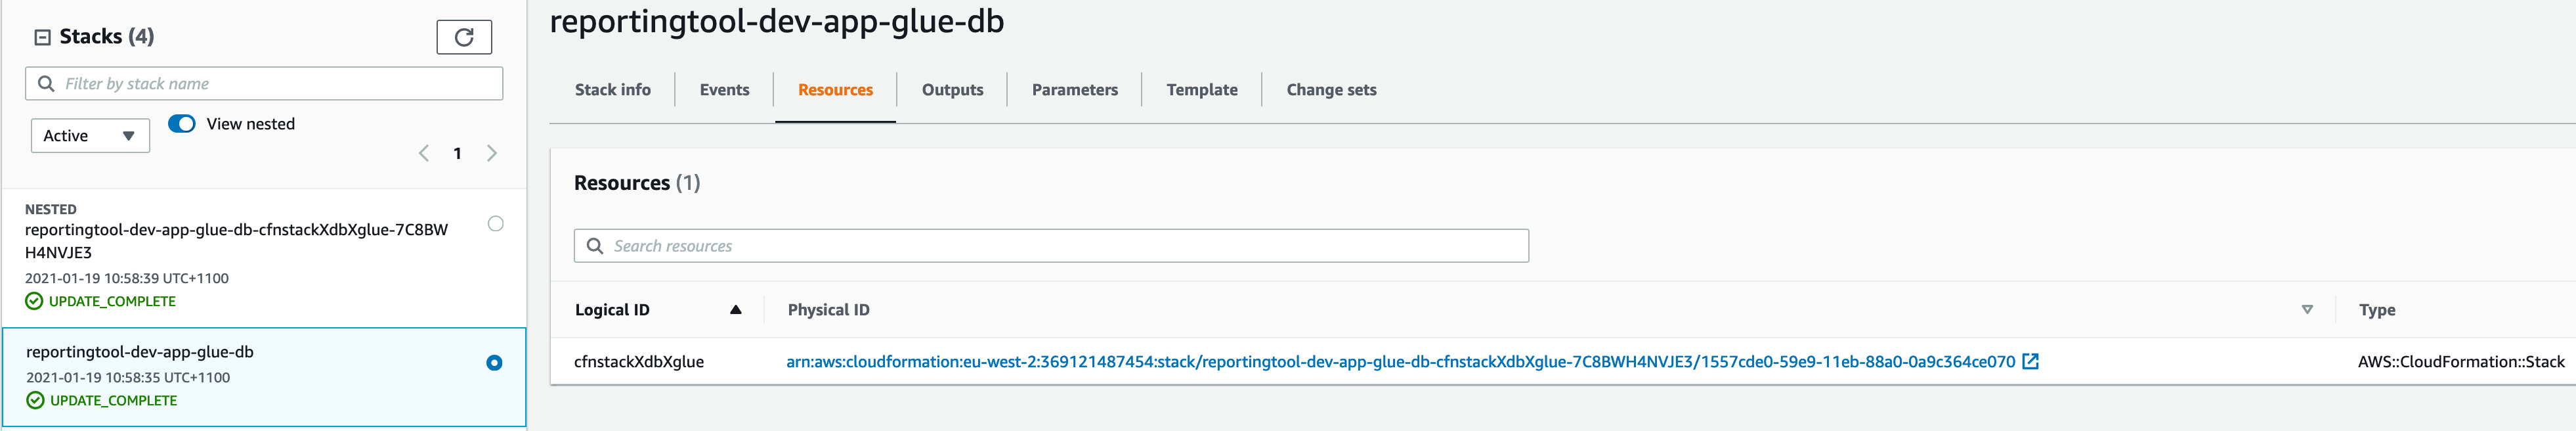 Stacks (4)
Filter by stack name
Active
View nested
1
NESTED
reportingtool-dev-app-glue-db-cfnstackXdbXglue-7C8BW
H4NVJE3
2021-01-19 10:58:39 UTC+1100
UPDATE_COMPLETE
reportingtool-dev-app-glue-db
2021-01-19 10:58:35 UTC+1100
UPDATE_COMPLETE
reportingtool-dev-app-glue-db
Stack info
Events
Resources
Outputs
Parameters
Template
Change sets
Resources (1)
Search resources
Logical ID
Physical ID
Type
cfnstackXdbXglue
arn:aws:cloudformation:eu-west-2:369121487454:stack/reportingtool-dev-app-glue-db-cfnstackXdbXglue-7C8BWH4NVJE3/1557cde0-59e9-11eb-88a0-0a9c364ce070
AWS::CloudFormation::Stack